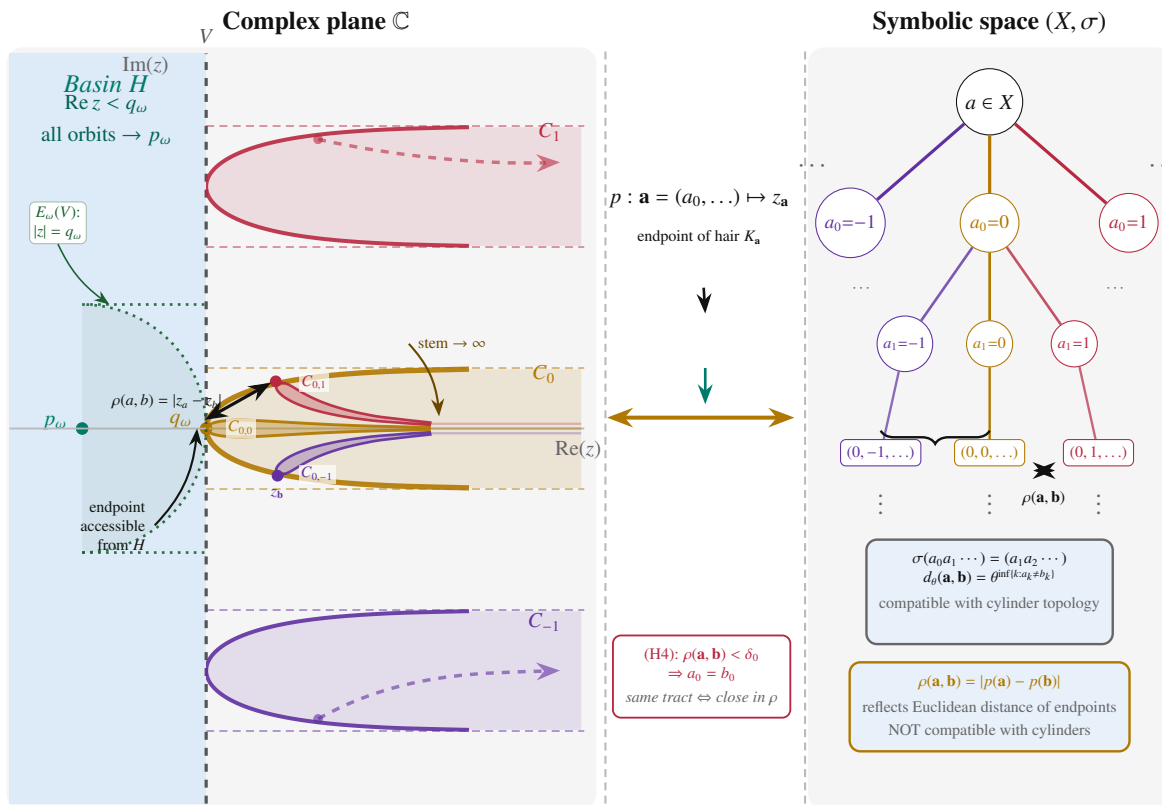 Complex plane ℂ
Symbolic space (X, σ)
V
Im(z)
Basin H
Re z < q_ω
all orbits → p_ω
E_ω(V):
|z| = q_ω
C_1
ρ(a, b) = |z_a − z_b|
p_ω
q_ω
C_{0,1}
C_{0,0}
C_{0,−1}
z_𝐛
stem → ∞
C_0
Re(z)
endpoint
accessible
from H
C_{−1}
p : 𝐚 = (a_0, …) ↦ z_𝐚
endpoint of hair K_𝐚
(H4): ρ(𝐚, 𝐛) < δ_0
⇒ a_0 = b_0
same tract ⇔ close in ρ
a ∈ X
⋯
⋯
a_0=−1
a_0=0
a_0=1
⋯
⋯
a_1=−1
a_1=0
a_1=1
(0, −1, …)
(0, 0, …)
(0, 1, …)
ρ(𝐚, 𝐛)
⋮
⋮
⋮
σ(a_0a_1 ⋯) = (a_1a_2 ⋯)
d_θ(𝐚, 𝐛) = θ^{inf{k:a_k≠b_k}}
compatible with cylinder topology
ρ(𝐚, 𝐛) = |p(𝐚) − p(𝐛)|
reflects Euclidean distance of endpoints
NOT compatible with cylinders